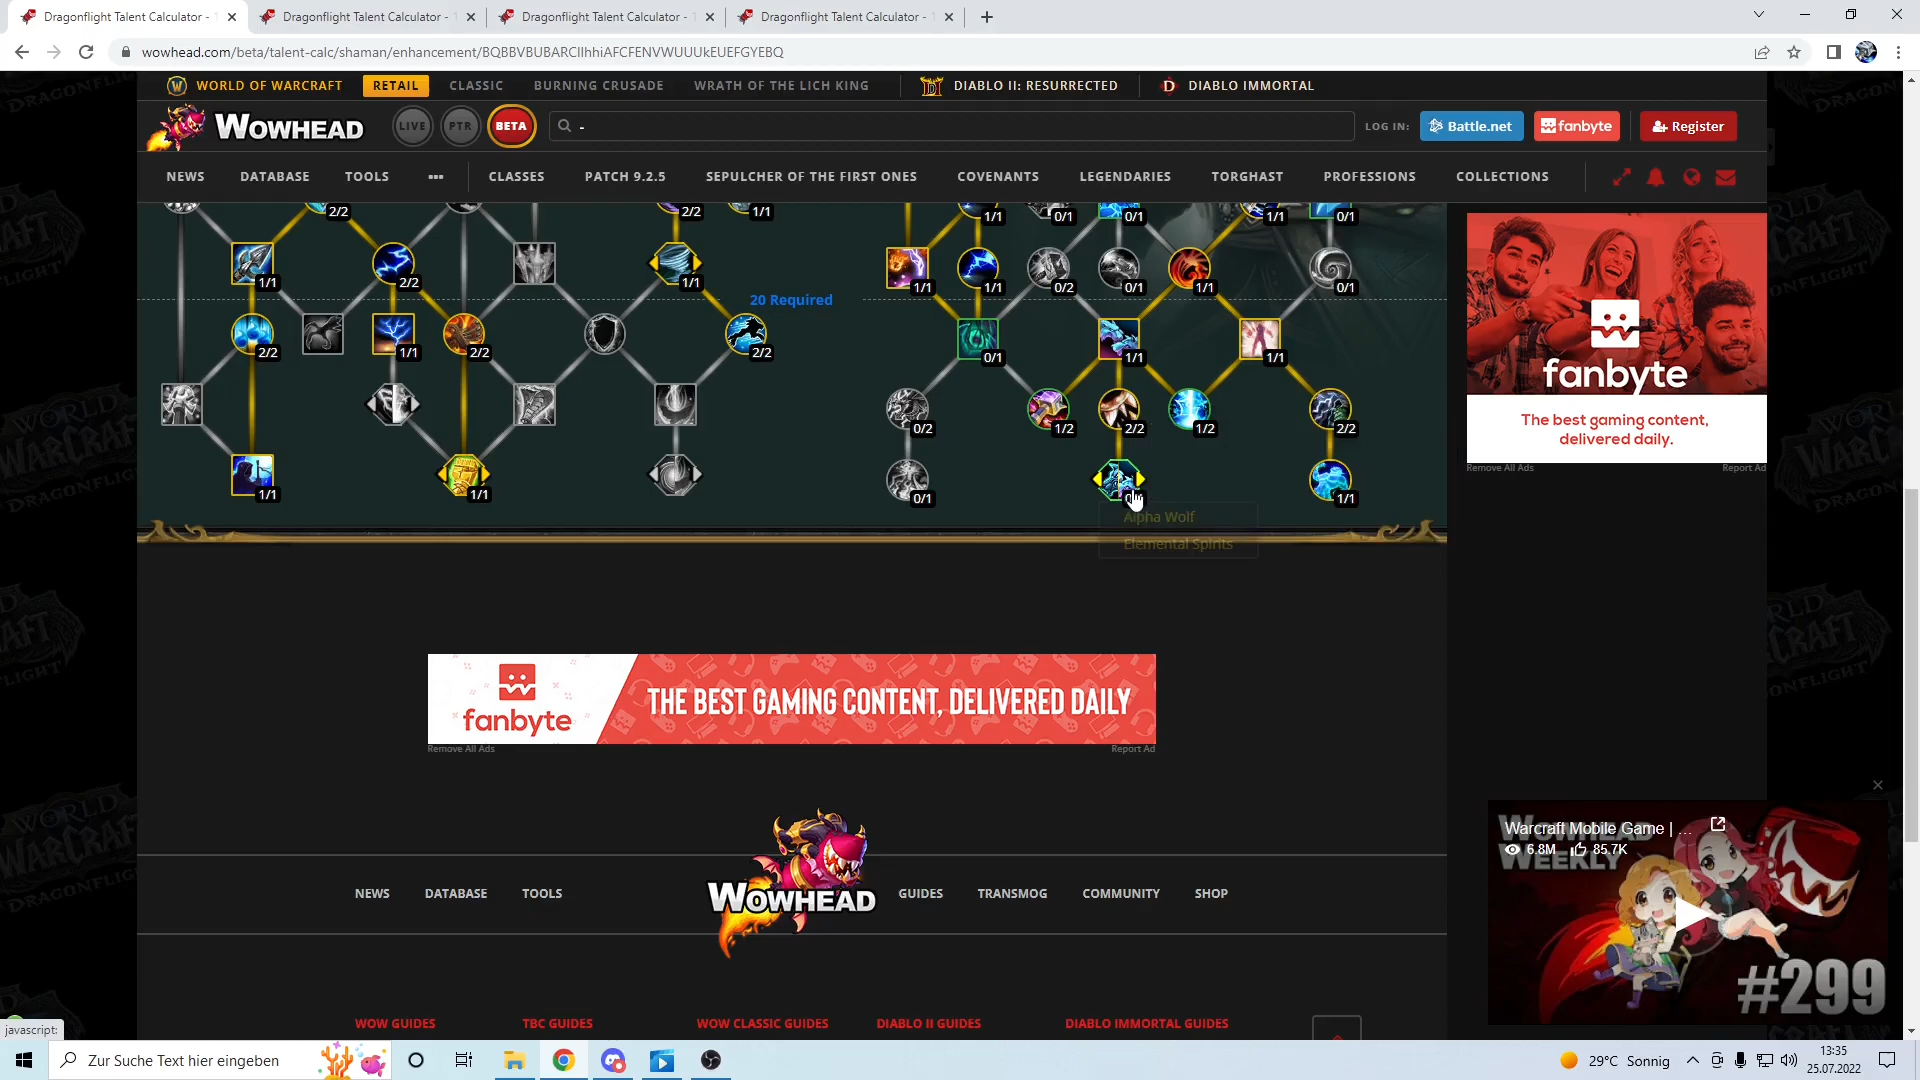 Dragonflight Talent Calculator -
Dragonflight Talent Calculator -
Dragonflight Talent Calculator -
Dragonflight Talent Calculator -
wowhead.com/beta/talent-calc/shaman/enhancement/BQBBVBUBARCIIhhiAFCFENVWUUUkEUEFGYEBQ
WORLD OF WARCRAFT RETAIL CLASSIC BURNING CRUSADE WRATH OF THE LICH KING DIABLO II: RESURRECTED DIABLO IMMORTAL
WOWHEAD LIVE PTR BETA - LOG IN: Battle.net fanbyte Register
NEWS DATABASE TOOLS ••• CLASSES PATCH 9.2.5 SEPULCHER OF THE FIRST ONES COVENANTS LEGENDARIES TORGHAST PROFESSIONS COLLECTIONS
2/2 2/2 1/1 1/1 0/1 0/1 1/1 0/1
1/1 2/2 1/1 1/1 1/1 0/2 0/1 1/1 0/1
20 Required
2/2 1/1 2/2 2/2 0/1 1/1 1/1
0/2 1/2 2/2 1/2 2/2
1/1 1/1 0/1 1/1
Alpha Wolf
Elemental Spirits
fanbyte
The best gaming content,
delivered daily.
Remove All Ads Report Ad
fanbyte
THE BEST GAMING CONTENT, DELIVERED DAILY
Remove All Ads Report Ad
Warcraft Mobile Game | ...
6.8M 85.7K
WOWHEAD
WEEKLY
#299
NEWS DATABASE TOOLS WOWHEAD GUIDES TRANSMOG COMMUNITY SHOP
WOW GUIDES TBC GUIDES WOW CLASSIC GUIDES DIABLO II GUIDES DIABLO IMMORTAL GUIDES
javascript:
Zur Suche Text hier eingeben
29°C Sonnig
13:35
25.07.2022